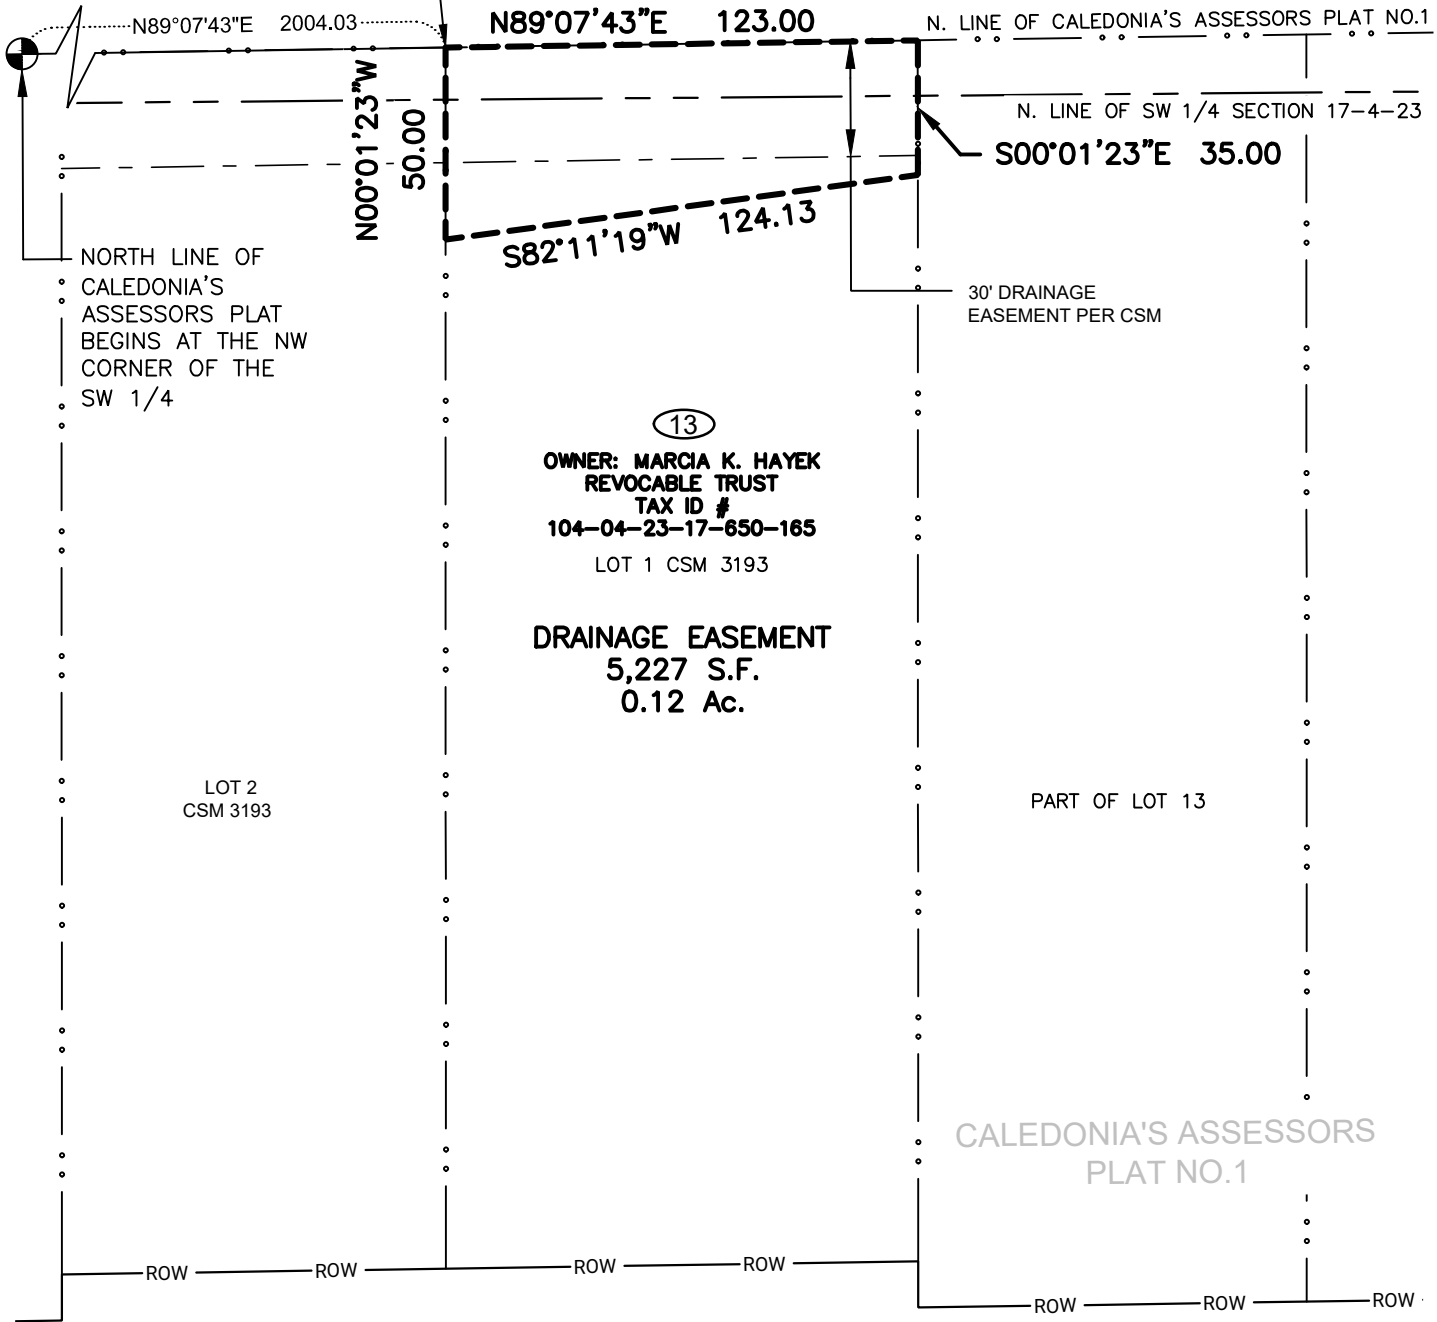 N89°07'43"E 2004.03
N89°07'43"E 123.00
N. LINE OF CALEDONIA'S ASSESSORS PLAT NO.1
N. LINE OF SW 1/4 SECTION 17-4-23
N00°01'23"W
50.00
S00°01'23"E 35.00
S82°11'19"W 124.13
NORTH LINE OF
CALEDONIA'S
ASSESSORS PLAT
BEGINS AT THE NW
CORNER OF THE
SW 1/4
30' DRAINAGE
EASEMENT PER CSM
13
OWNER: MARCIA K. HAYEK
REVOCABLE TRUST
TAX ID #
104-04-23-17-650-165
LOT 1 CSM 3193
DRAINAGE EASEMENT
5,227 S.F.
0.12 Ac.
LOT 2
CSM 3193
PART OF LOT 13
CALEDONIA'S ASSESSORS
PLAT NO.1
ROW ROW ROW ROW
ROW ROW ROW